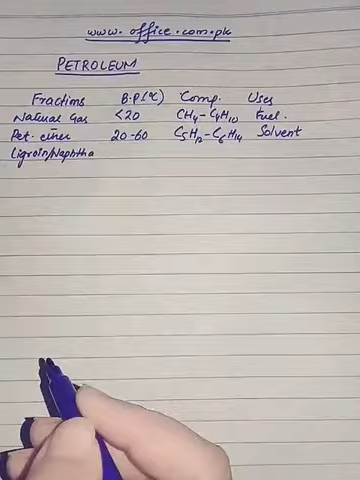 www.office.com.pk
PETROLEUM
Fractions B.P(°C) Comp. Uses
Natural Gas <20 CH4-C4H10 Fuel.
Pet. ether 20-60 C5H12-C6H14 Solvent
Ligroin/Naphtha